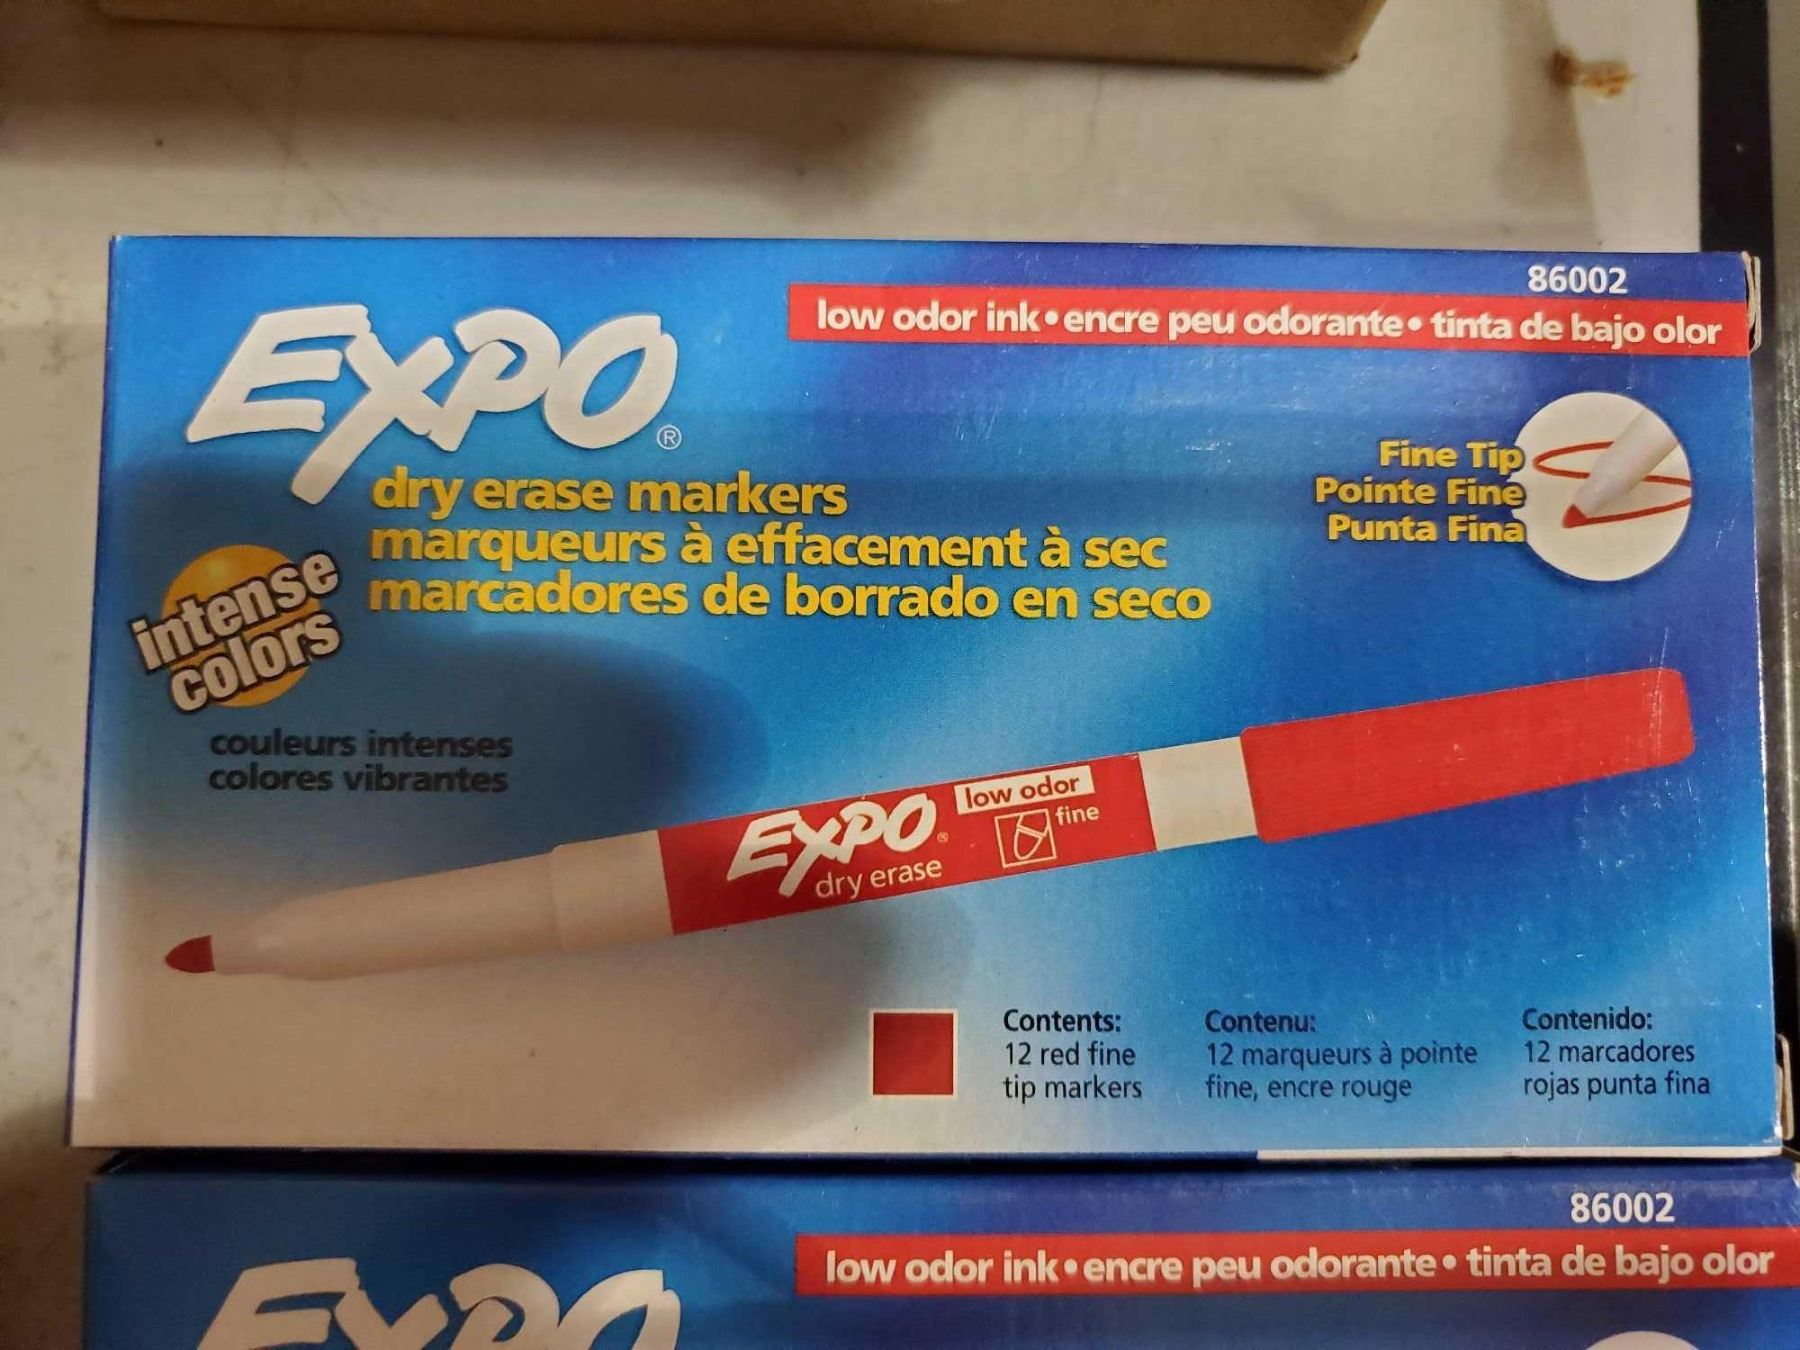 86002
low odor ink • encre peu odorante • tinta de bajo olor
EXPO®
dry erase markers
marqueurs à effacement à sec
marcadores de borrado en seco
Fine Tip
Pointe Fine
Punta Fina
intense
colors
couleurs intenses
colores vibrantes
EXPO®
dry erase
low odor
fine
Contents:
12 red fine
tip markers
Contenu:
12 marqueurs à pointe
fine, encre rouge
Contenido:
12 marcadores
rojas punta fina
86002
low odor ink • encre peu odorante • tinta de bajo olor
EXPO